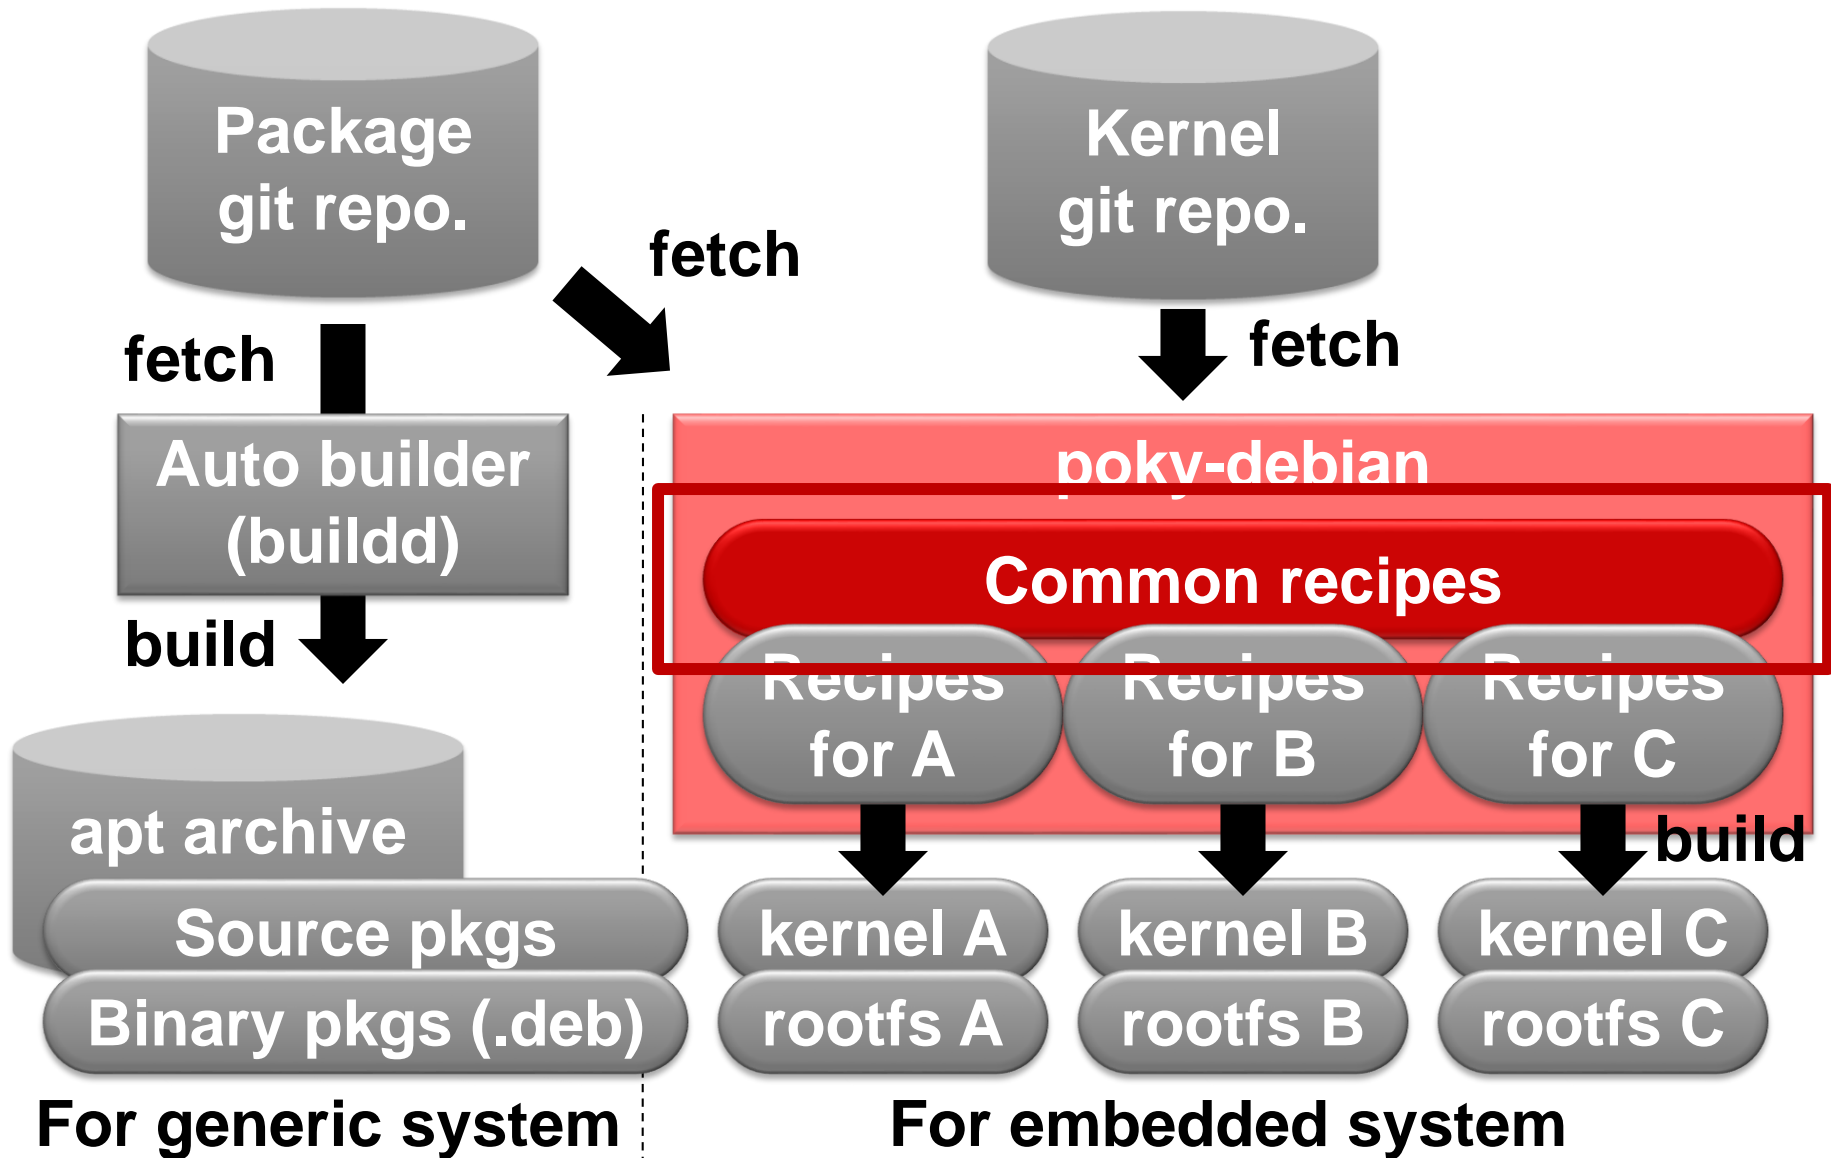 Package
git repo.
Kernel
git repo.
fetch
fetch
fetch
Auto builder
(buildd)
build
poky-debian
Common recipes
Recipes
for A
Recipes
for B
Recipes
for C
build
apt archive
Source pkgs
Binary pkgs (.deb)
kernel A
rootfs A
kernel B
rootfs B
kernel C
rootfs C
For generic system
For embedded system